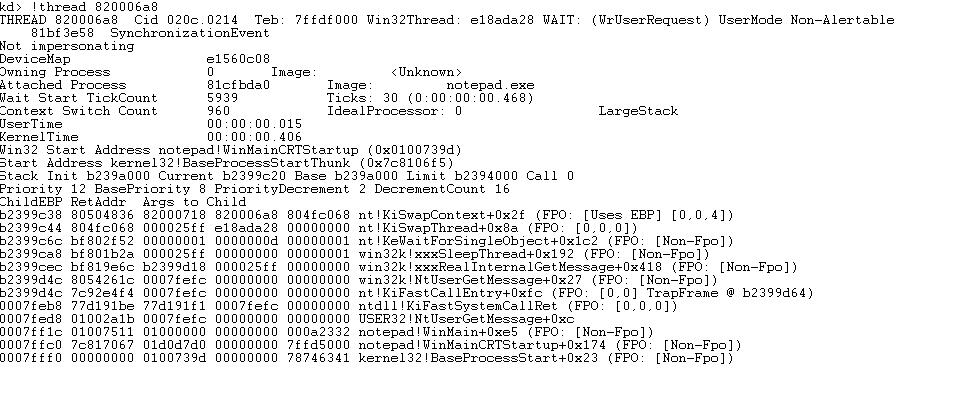 kd> !thread 820006a8
THREAD 820006a8  Cid 020c.0214  Teb: 7ffdf000 Win32Thread: e18ada28 WAIT: (WrUserRequest) UserMode Non-Alertable
    81bf3e58  SynchronizationEvent
Not impersonating
DeviceMap                 e1560c08
Owning Process            0       Image:         <Unknown>
Attached Process          81cfbda0       Image:         notepad.exe
Wait Start TickCount      5939           Ticks: 30 (0:00:00:00.468)
Context Switch Count      960            IdealProcessor: 0                 LargeStack
UserTime                  00:00:00.015
KernelTime                00:00:00.406
Win32 Start Address notepad!WinMainCRTStartup (0x0100739d)
Start Address kernel32!BaseProcessStartThunk (0x7c8106f5)
Stack Init b239a000 Current b2399c20 Base b239a000 Limit b2394000 Call 0
Priority 12 BasePriority 8 PriorityDecrement 2 DecrementCount 16
ChildEBP RetAddr  Args to Child
b2399c38 80504836 82000718 820006a8 804fc068 nt!KiSwapContext+0x2f (FPO: [Uses EBP] [0,0,4])
b2399c44 804fc068 000025ff e18ada28 00000000 nt!KiSwapThread+0x8a (FPO: [0,0,0])
b2399c6c bf802f52 00000001 0000000d 00000001 nt!KeWaitForSingleObject+0x1c2 (FPO: [Non-Fpo])
b2399ca8 bf801b2a 000025ff 00000000 00000001 win32k!xxxSleepThread+0x192 (FPO: [Non-Fpo])
b2399cec bf819e6c b2399d18 000025ff 00000000 win32k!xxxRealInternalGetMessage+0x418 (FPO: [Non-Fpo])
b2399d4c 8054261c 0007fefc 00000000 00000000 win32k!NtUserGetMessage+0x27 (FPO: [Non-Fpo])
b2399d4c 7c92e4f4 0007fefc 00000000 00000000 nt!KiFastCallEntry+0xfc (FPO: [0,0] TrapFrame @ b2399d64)
0007feb8 77d191be 77d191f1 0007fefc 00000000 ntdll!KiFastSystemCallRet (FPO: [0,0,0])
0007fed8 01002a1b 0007fefc 00000000 00000000 USER32!NtUserGetMessage+0xc
0007ff1c 01007511 01000000 00000000 000a2332 notepad!WinMain+0xe5 (FPO: [Non-Fpo])
0007ffc0 7c817067 01d0d7d0 00000000 7ffd5000 notepad!WinMainCRTStartup+0x174 (FPO: [Non-Fpo])
0007fff0 00000000 0100739d 00000000 78746341 kernel32!BaseProcessStart+0x23 (FPO: [Non-Fpo])